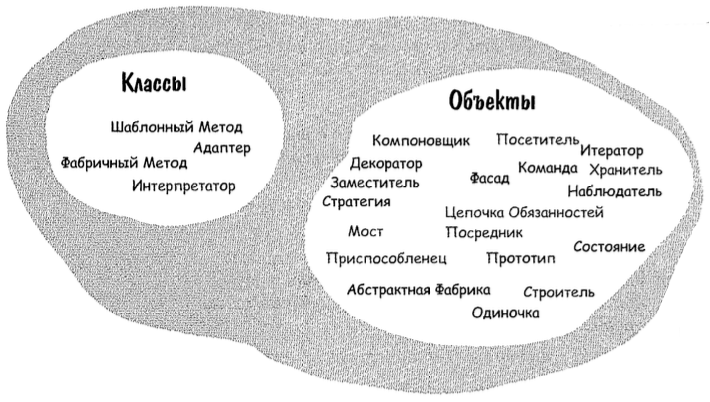 Классы
Шаблонный Метод
Адаптер
Фабричный Метод
Интерпретатор
Объекты
Компоновщик
Посетитель
Итератор
Декоратор
Команда
Хранитель
Заместитель
Фасад
Наблюдатель
Стратегия
Цепочка Обязанностей
Мост
Посредник
Состояние
Приспособленец
Прототип
Абстрактная Фабрика
Строитель
Одиночка